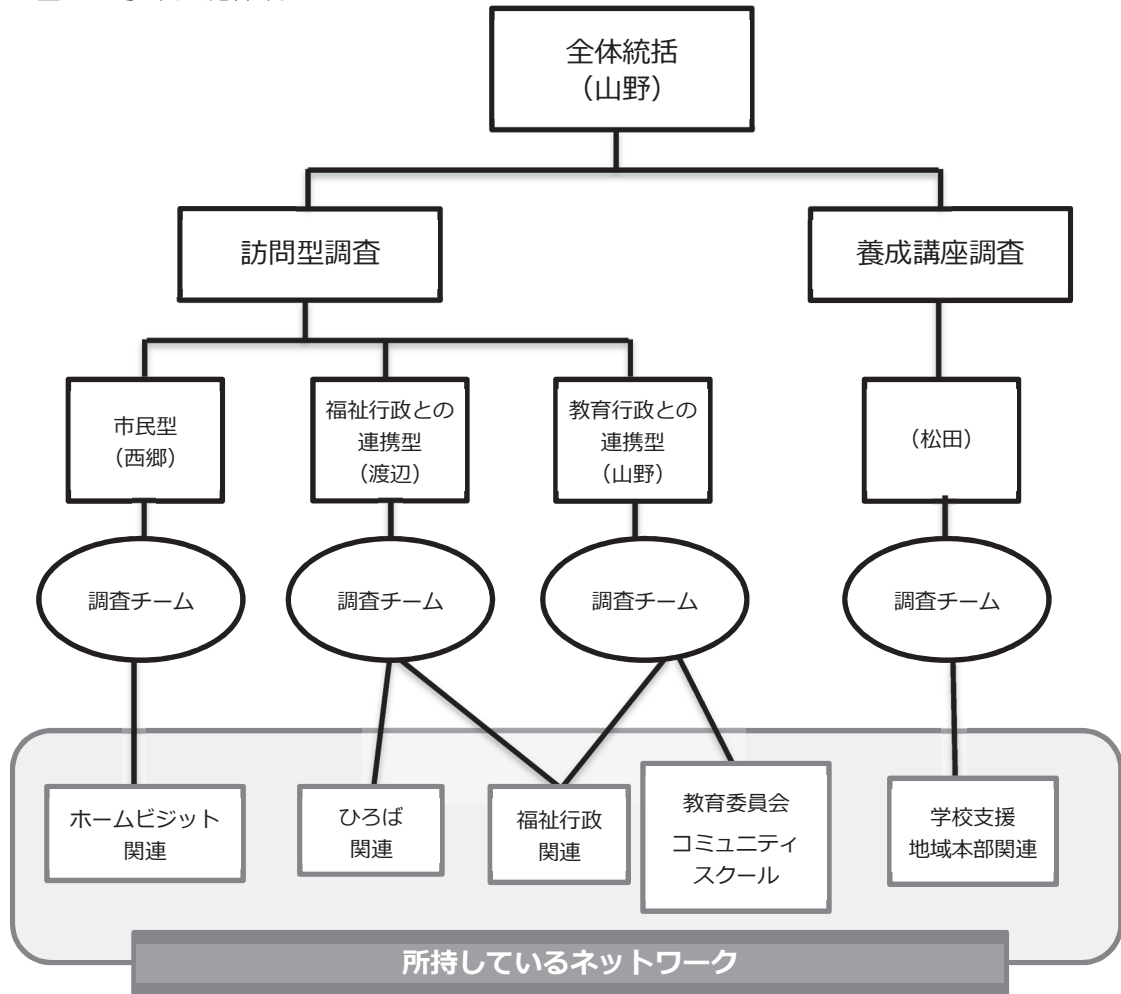 全体統括
（山野）
訪問型調査
養成講座調査
市民型
（西郷）
福祉行政との
連携型
（渡辺）
教育行政との
連携型
（山野）
（松田）
調査チーム
調査チーム
調査チーム
調査チーム
ホームビジット
関連
ひろば
関連
福祉行政
関連
教育委員会
コミュニティ
スクール
学校支援
地域本部関連
所持しているネットワーク